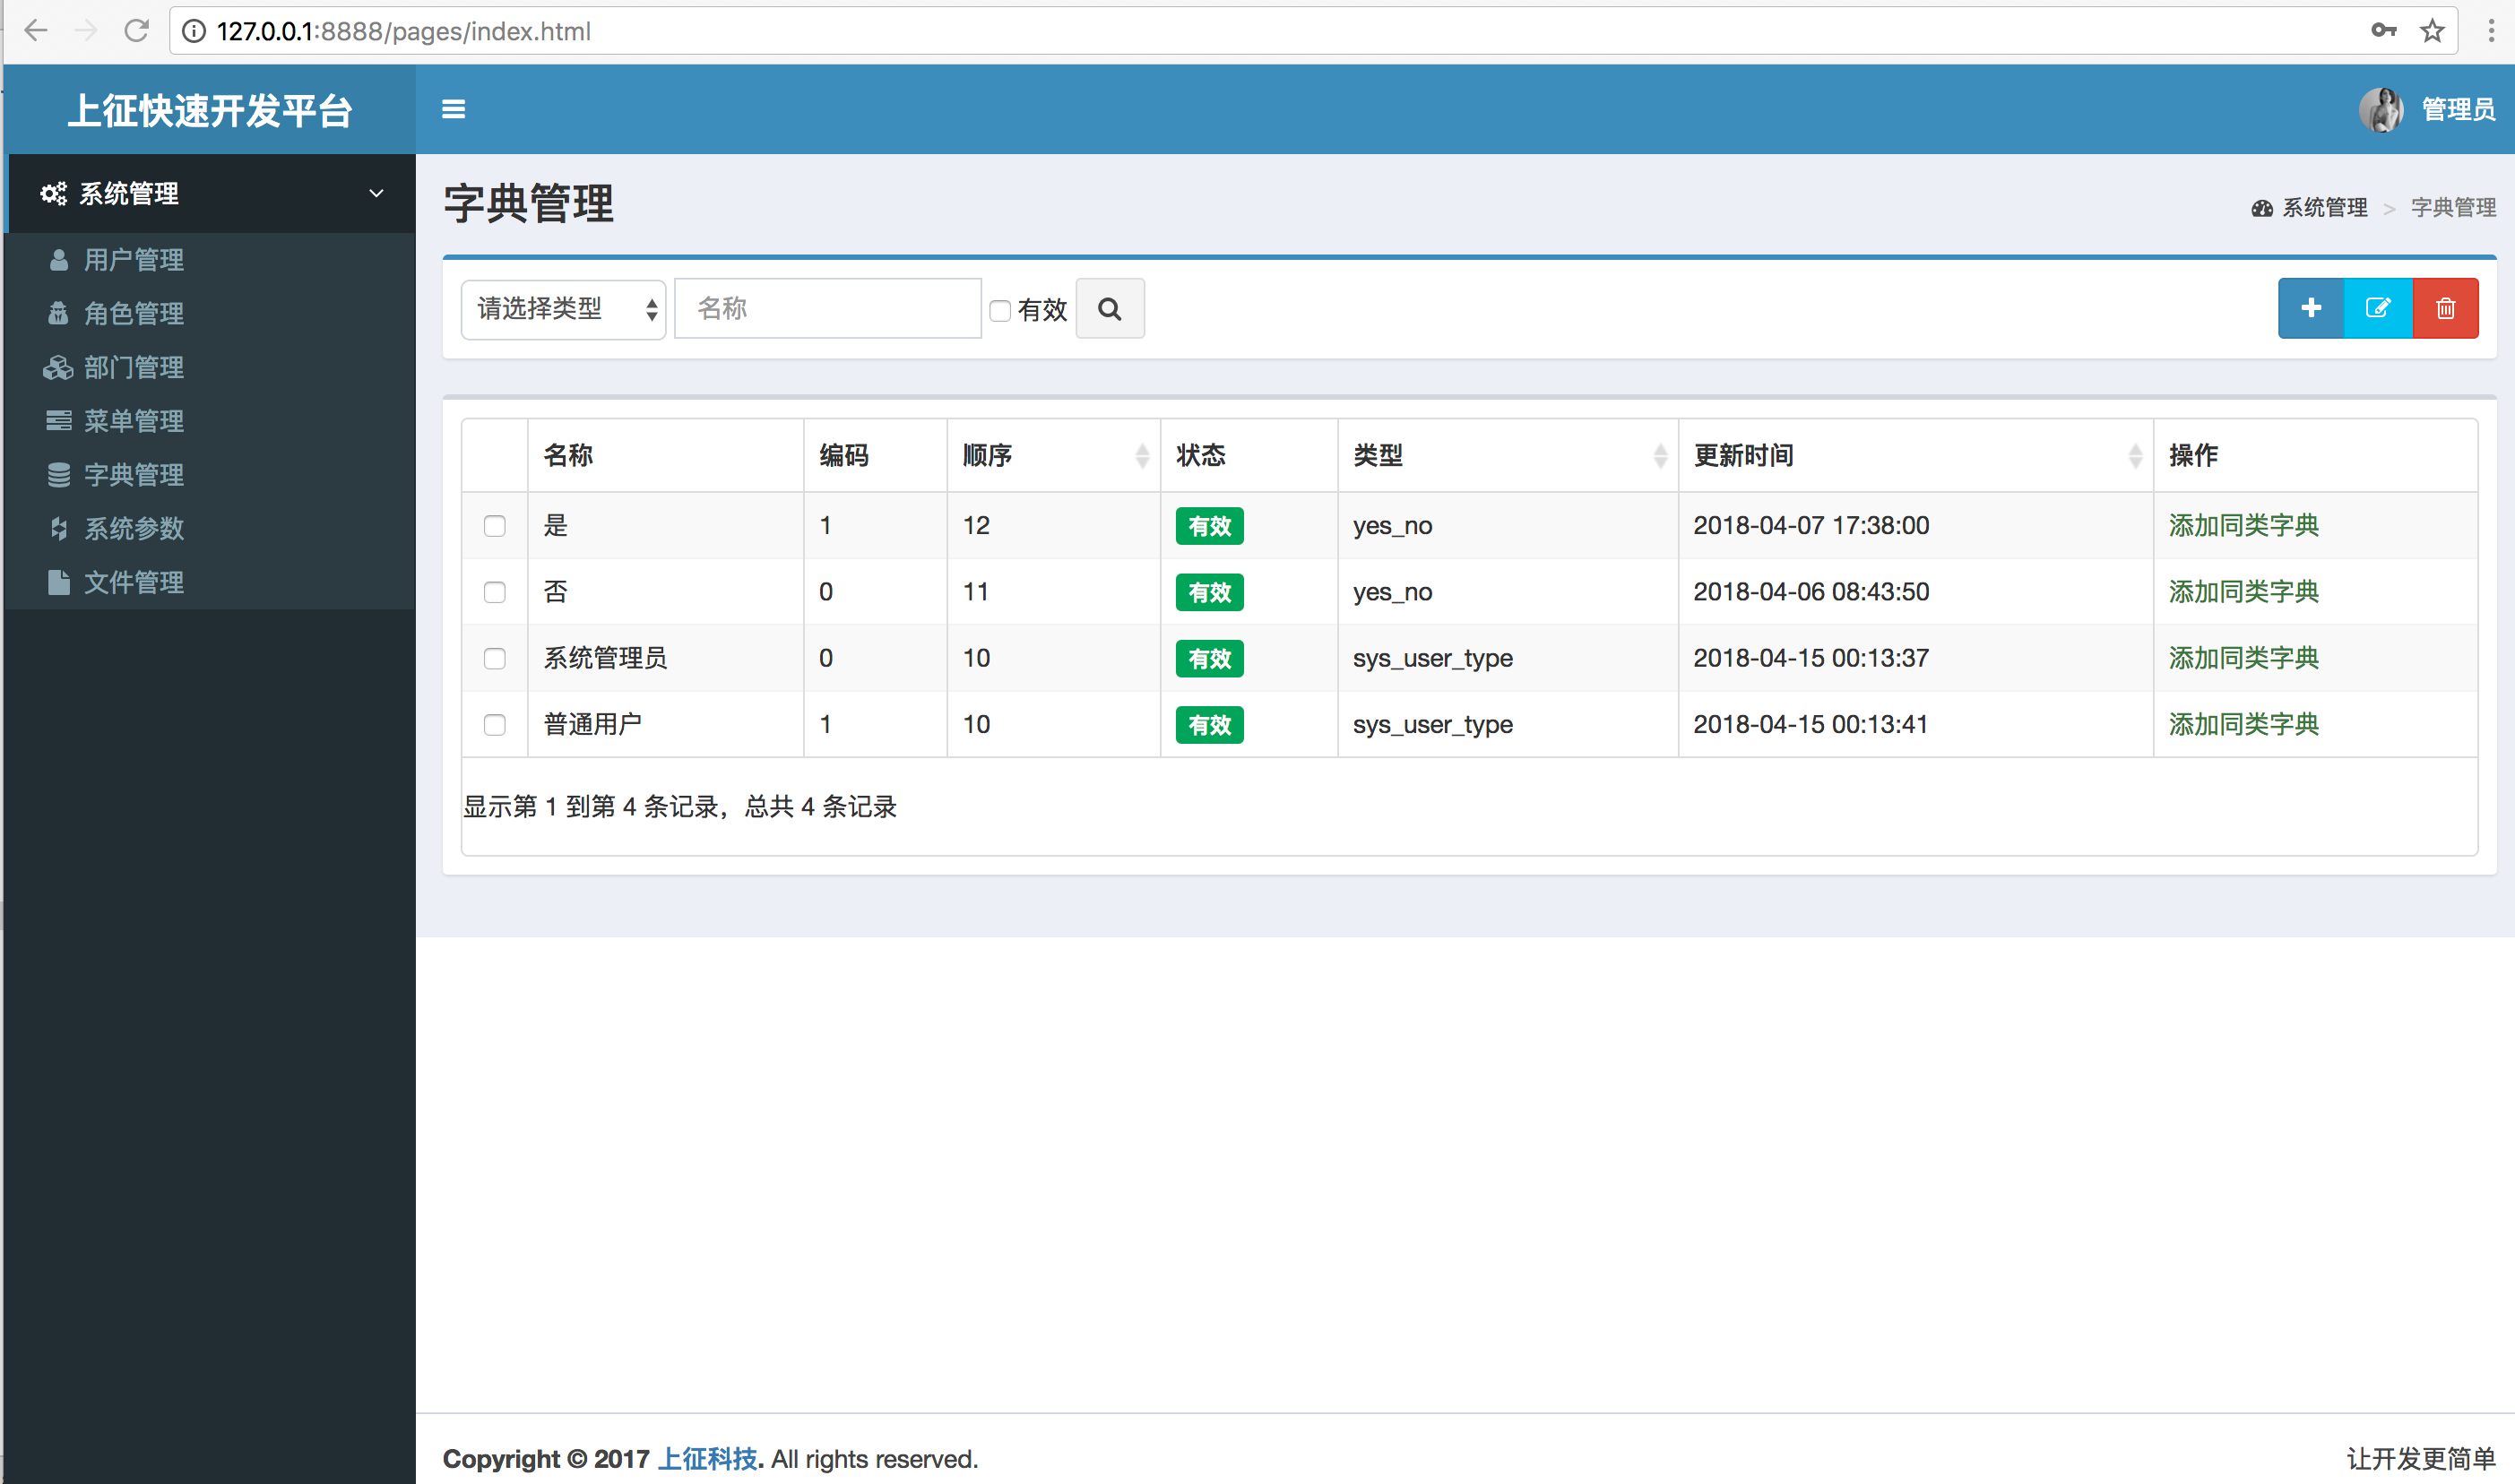 127.0.0.1:8888/pages/index.html
上征快速开发平台
管理员
系统管理
用户管理
角色管理
部门管理
菜单管理
字典管理
系统参数
文件管理
字典管理
系统管理 > 字典管理
请选择类型 名称 有效
名称 编码 顺序 状态 类型 更新时间 操作
是 1 12 有效 yes_no 2018-04-07 17:38:00 添加同类字典
否 0 11 有效 yes_no 2018-04-06 08:43:50 添加同类字典
系统管理员 0 10 有效 sys_user_type 2018-04-15 00:13:37 添加同类字典
普通用户 1 10 有效 sys_user_type 2018-04-15 00:13:41 添加同类字典
显示第 1 到第 4 条记录，总共 4 条记录
Copyright © 2017 上征科技. All rights reserved.
让开发更简单